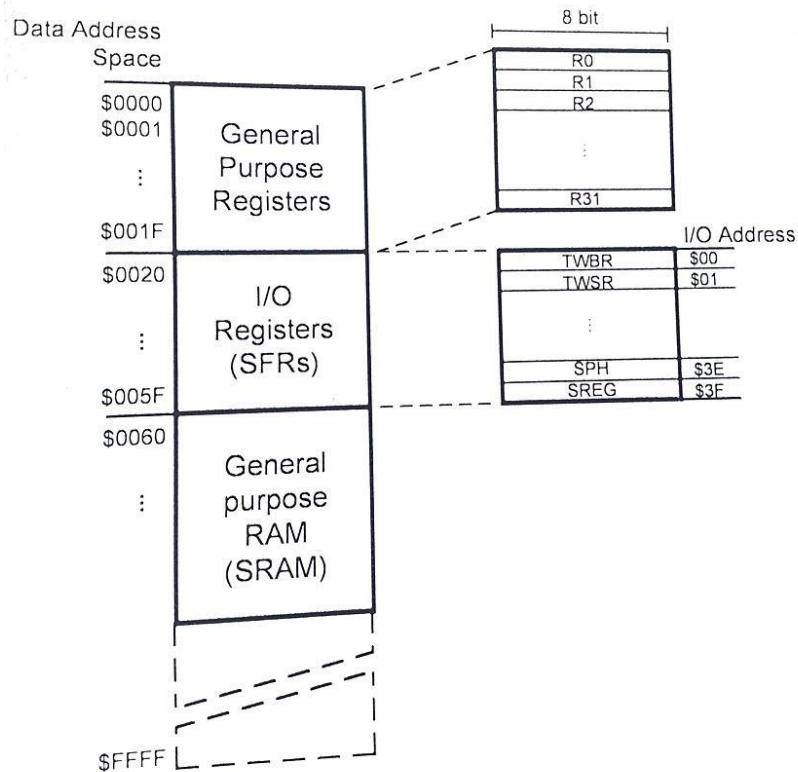 Data Address
Space
$0000
$0001
⋮
$001F
$0020
⋮
$005F
$0060
⋮
$FFFF
General
Purpose
Registers
I/O
Registers
(SFRs)
General
purpose
RAM
(SRAM)
8 bit
R0
R1
R2
⋮
R31
I/O Address
TWBR $00
TWSR $01
⋮
SPH $3E
SREG $3F